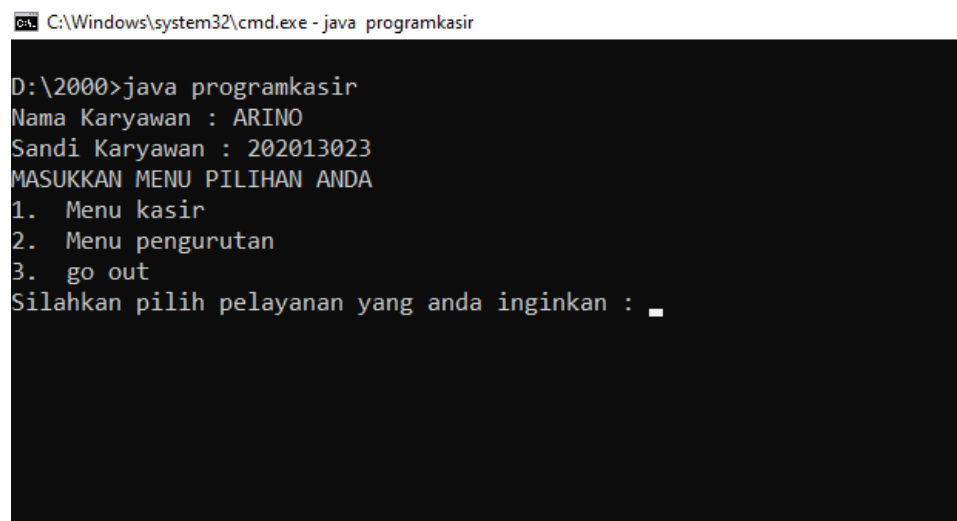 C:\Windows\system32\cmd.exe - java programkasir
D:\2000>java programkasir
Nama Karyawan : ARINO
Sandi Karyawan : 202013023
MASUKKAN MENU PILIHAN ANDA
1.  Menu kasir
2.  Menu pengurutan
3.  go out
Silahkan pilih pelayanan yang anda inginkan :